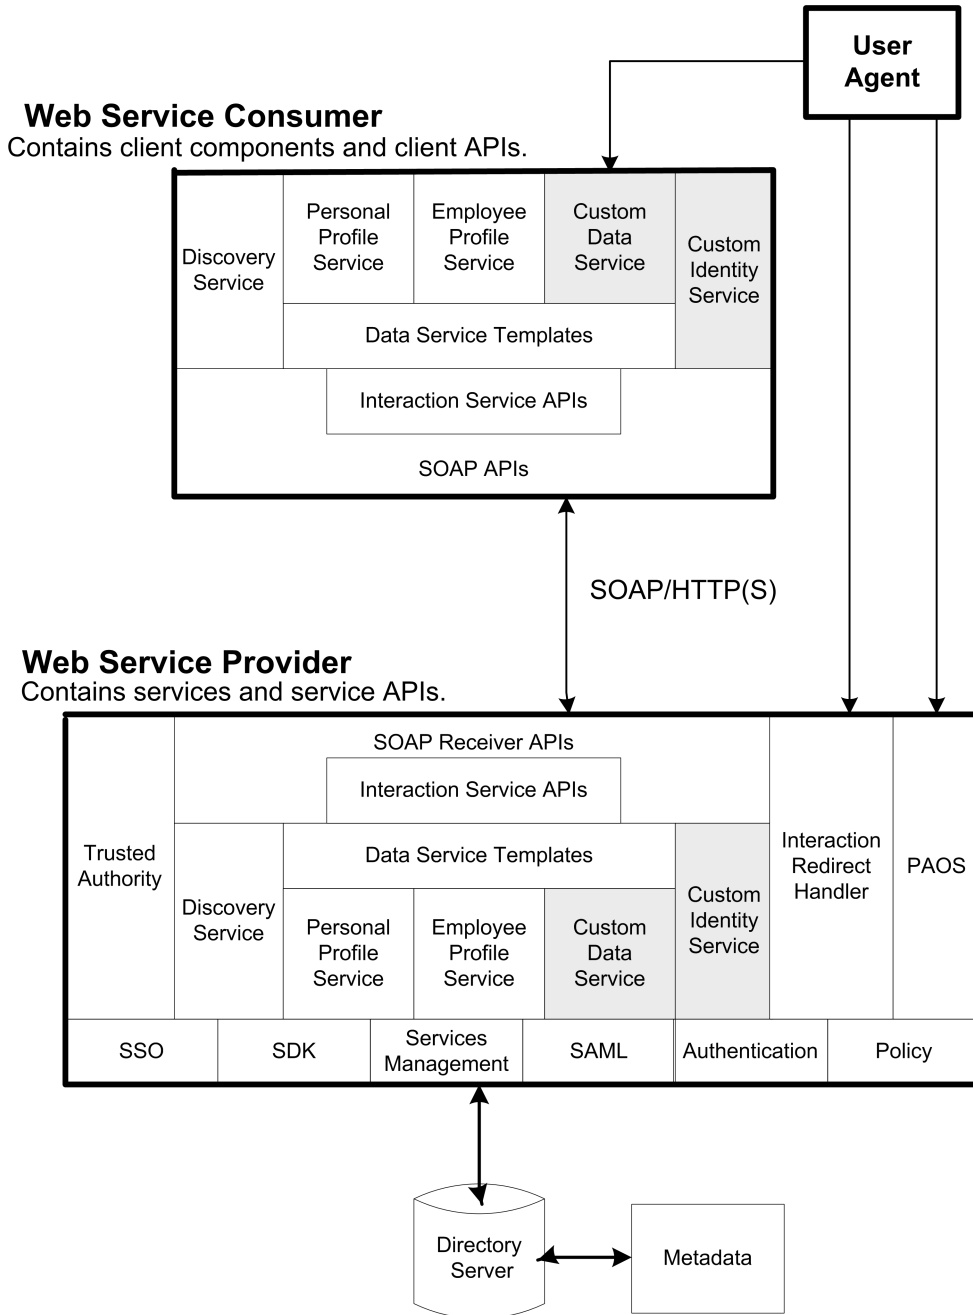 User
Agent
Web Service Consumer
Contains client components and client APIs.
Discovery
Service
Personal
Profile
Service
Employee
Profile
Service
Custom
Data
Service
Custom
Identity
Service
Data Service Templates
Interaction Service APIs
SOAP APIs
SOAP/HTTP(S)
Web Service Provider
Contains services and service APIs.
Trusted
Authority
SOAP Receiver APIs
Interaction Service APIs
Data Service Templates
Discovery
Service
Personal
Profile
Service
Employee
Profile
Service
Custom
Data
Service
Custom
Identity
Service
Interaction
Redirect
Handler
PAOS
SSO
SDK
Services
Management
SAML
Authentication
Policy
Directory
Server
Metadata